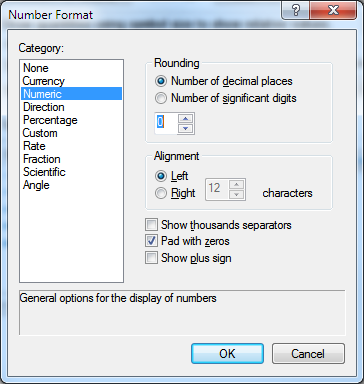 Number Format
Category:
None
Currency
Numeric
Direction
Percentage
Custom
Rate
Fraction
Scientific
Angle
Rounding
Number of decimal places
Number of significant digits
0
Alignment
Left
Right 12 characters
Show thousands separators
Pad with zeros
Show plus sign
General options for the display of numbers
OK Cancel